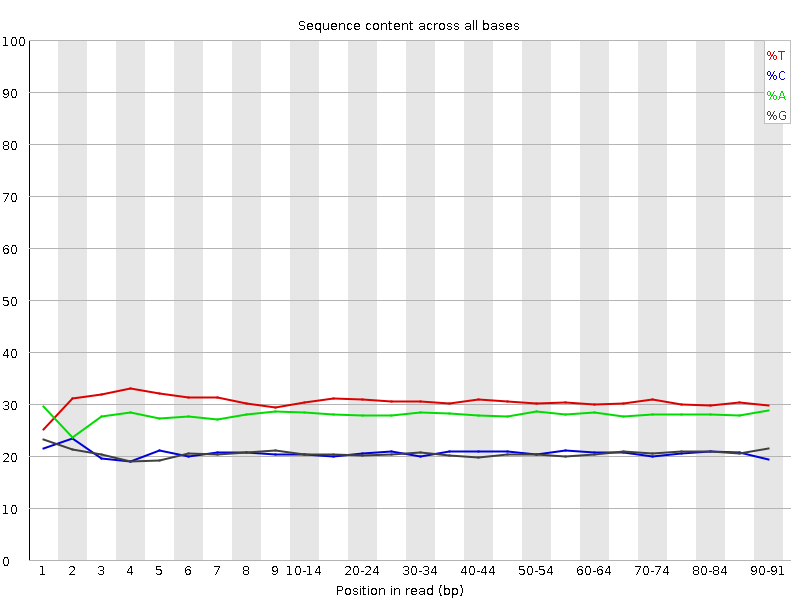 Sequence content across all bases
%T
%C
%A
%G
100
90
80
70
60
50
40
30
20
10
0
1 2 3 4 5 6 7 8 9 10-14 20-24 30-34 40-44 50-54 60-64 70-74 80-84 90-91
Position in read (bp)